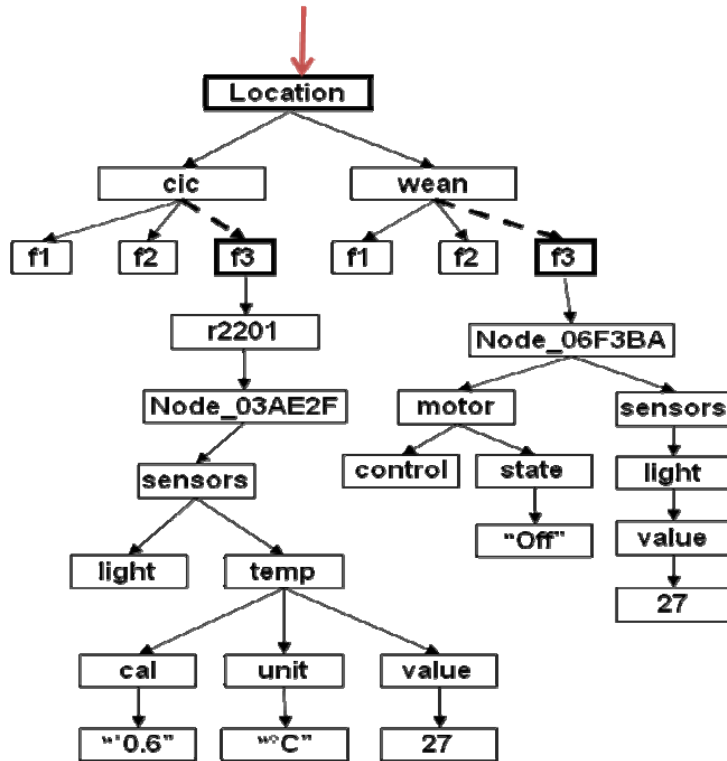 Location
cic wean
f1 f2 f3 f1 f2 f3
r2201 Node_06F3BA
Node_03AE2F motor sensors
sensors control state light
light temp "Off" value
27
cal unit value
"'0.6" "°C" 27